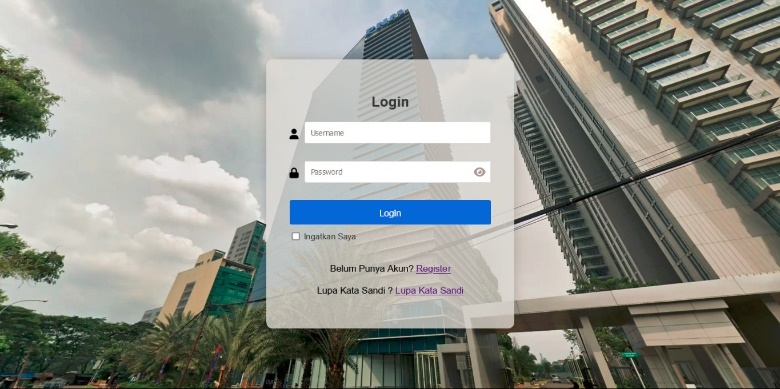 Login
Username
Password
Login
Ingatkan Saya
Belum Punya Akun? Register
Lupa Kata Sandi ? Lupa Kata Sandi